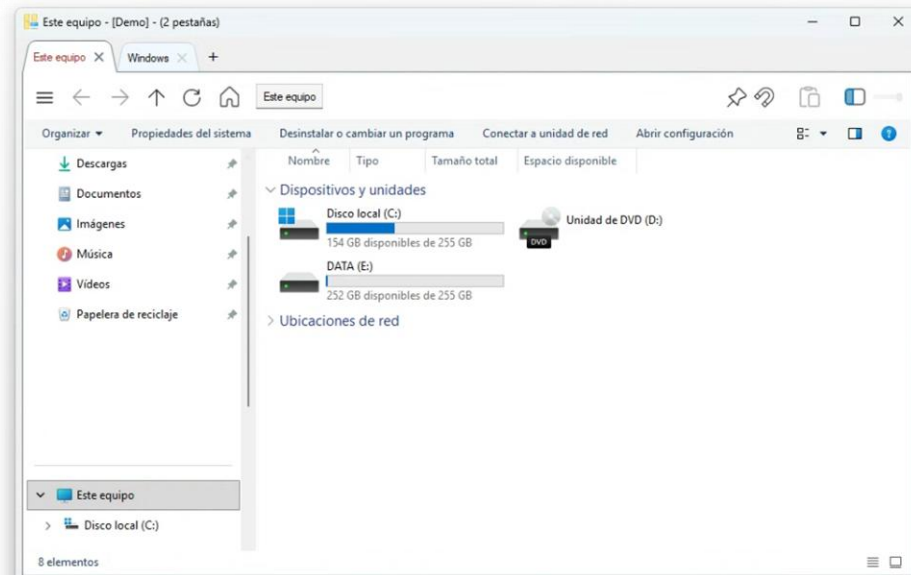 Este equipo - [Demo] - (2 pestañas)
Este equipo
Windows
Este equipo
Organizar
Propiedades del sistema
Desinstalar o cambiar un programa
Conectar a unidad de red
Abrir configuración
Descargas
Documentos
Imágenes
Música
Vídeos
Papelera de reciclaje
Nombre
Tipo
Tamaño total
Espacio disponible
Dispositivos y unidades
Disco local (C:)
154 GB disponibles de 255 GB
DVD
Unidad de DVD (D:)
DATA (E:)
252 GB disponibles de 255 GB
Ubicaciones de red
Este equipo
Disco local (C:)
8 elementos